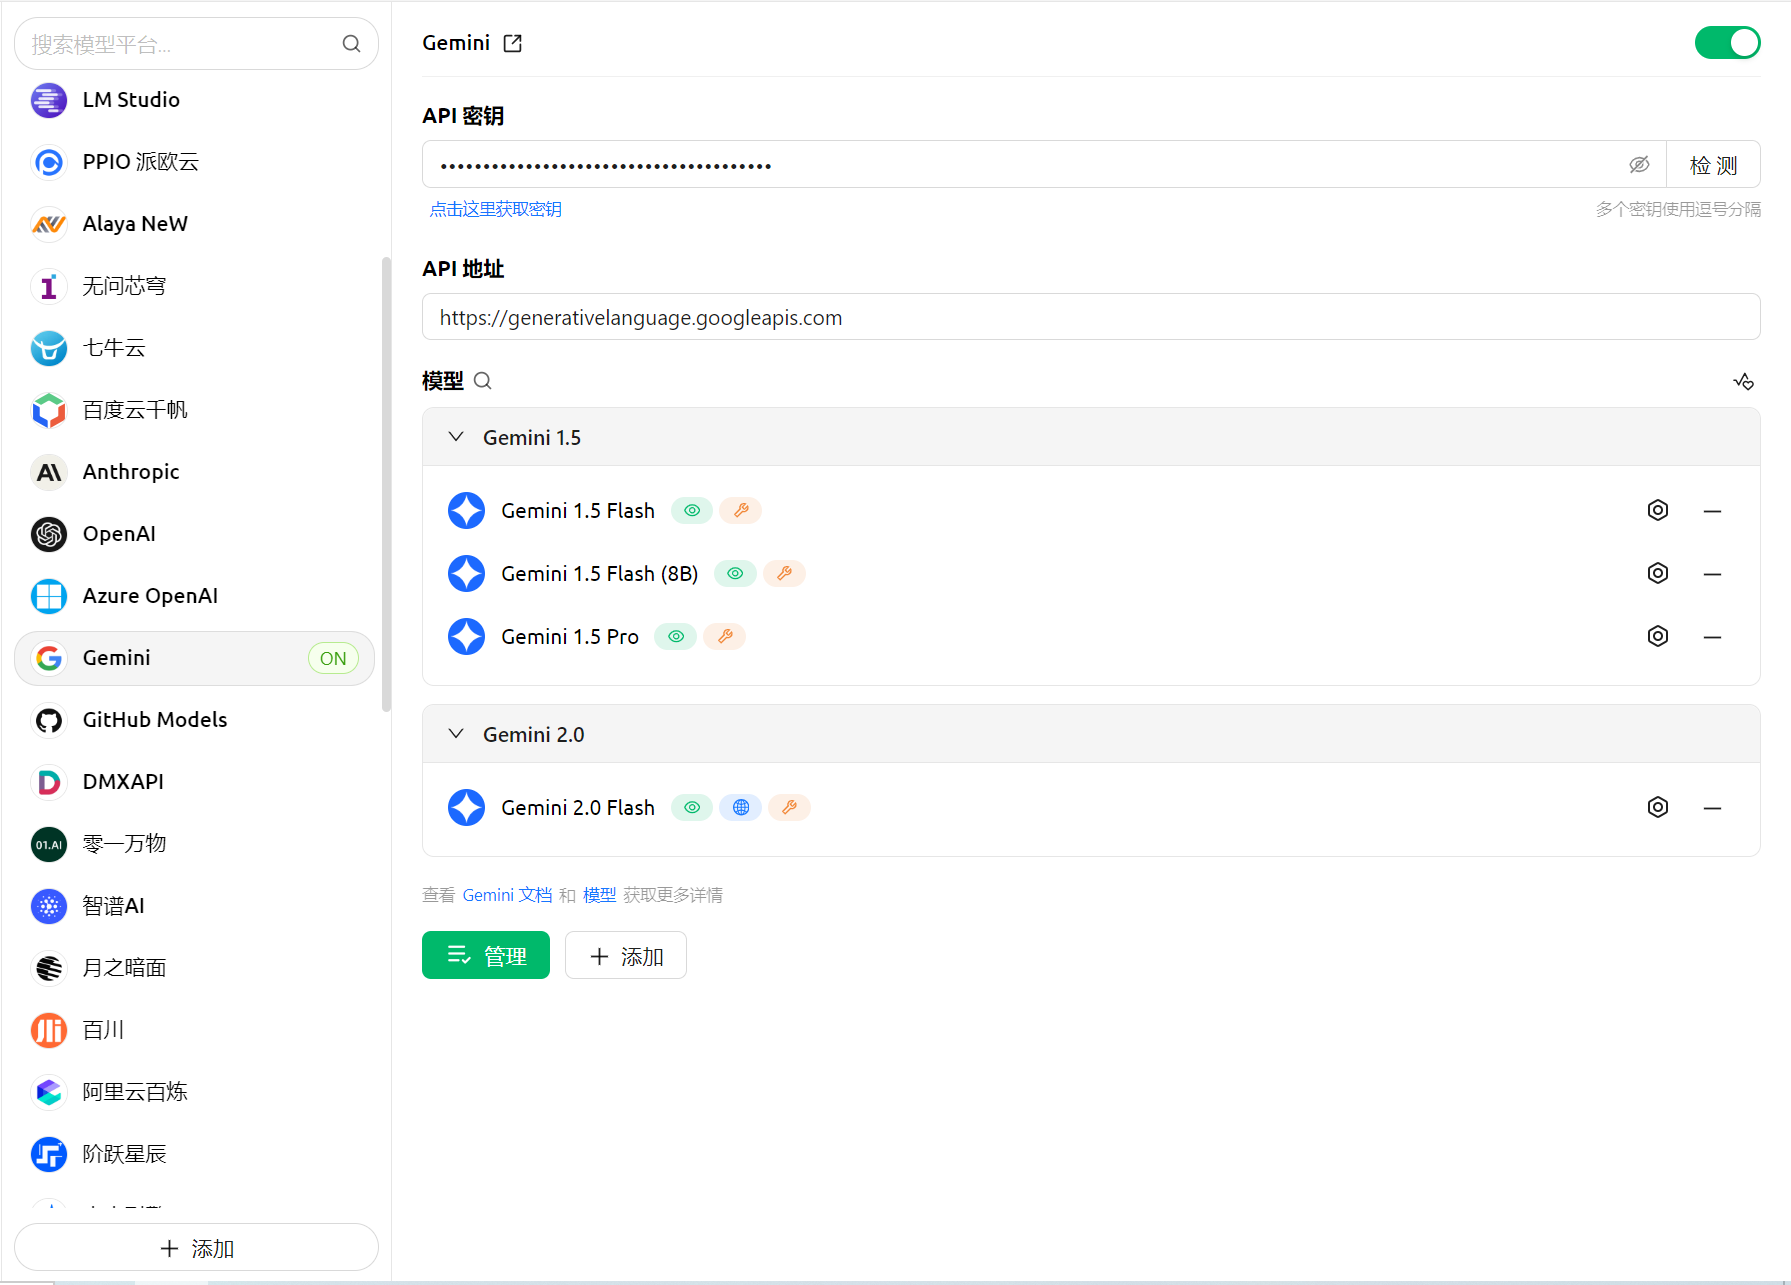 搜索模型平台...
LM Studio
PPIO 派欧云
Alaya NeW
无问芯穹
七牛云
百度云千帆
Anthropic
OpenAI
Azure OpenAI
Gemini
ON
GitHub Models
DMXAPI
01.AI
零一万物
智谱AI
月之暗面
百川
阿里云百炼
阶跃星辰
添加
Gemini
API 密钥
•••••••••••••••••••••••••••••••••••••••
检 测
点击这里获取密钥
多个密钥使用逗号分隔
API 地址
https://generativelanguage.googleapis.com
模型
Gemini 1.5
Gemini 1.5 Flash
Gemini 1.5 Flash (8B)
Gemini 1.5 Pro
Gemini 2.0
Gemini 2.0 Flash
查看 Gemini 文档 和 模型 获取更多详情
管理
添加